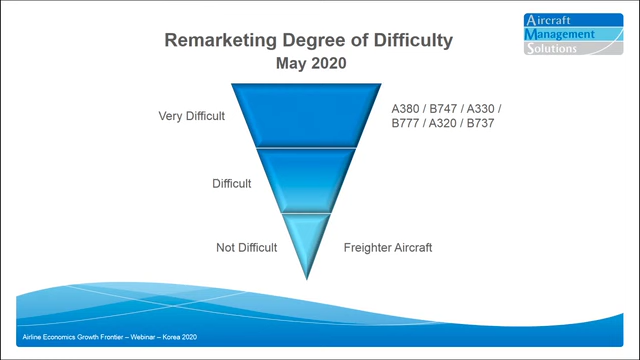 Remarketing Degree of Difficulty
May 2020
Aircraft
Management
Solutions
Very Difficult
A380 / B747 / A330 /
B777 / A320 / B737
Difficult
Not Difficult
Freighter Aircraft
Airline Economics Growth Frontier – Webinar – Korea 2020